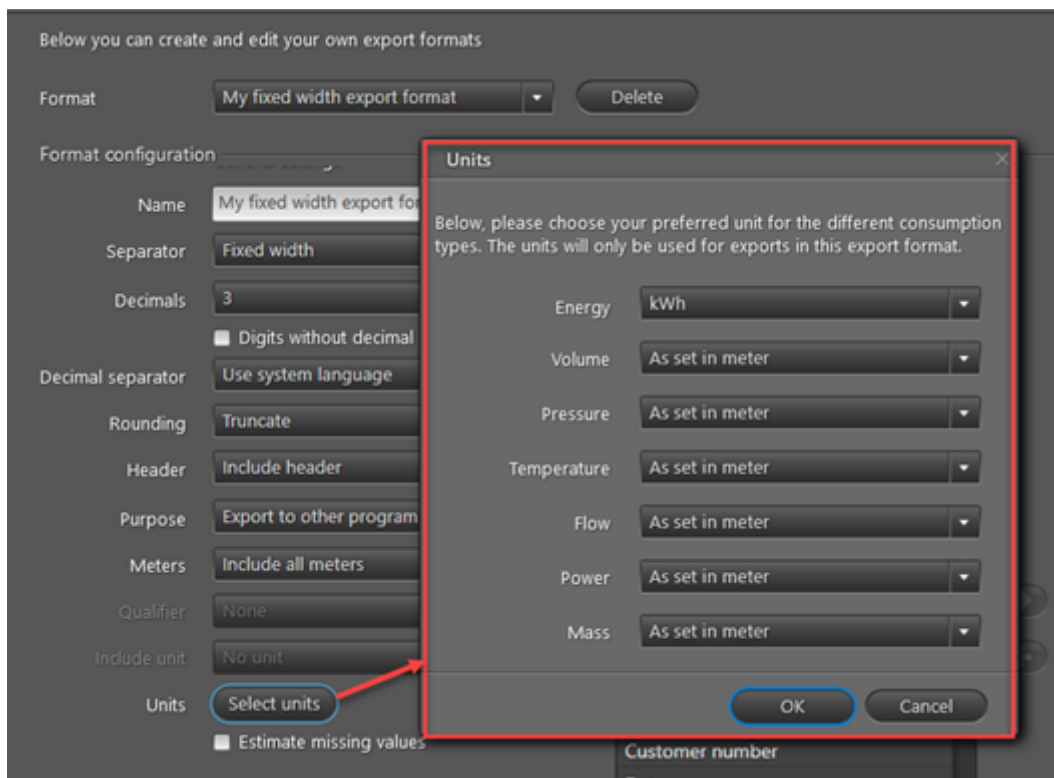 Below you can create and edit your own export formats
Format My fixed width export format Delete
Format configuration
Name My fixed width export for
Separator Fixed width
Decimals 3
Digits without decimal
Decimal separator Use system language
Rounding Truncate
Header Include header
Purpose Export to other program
Meters Include all meters
Qualifier None
Include unit No unit
Units Select units
Estimate missing values
Units
Below, please choose your preferred unit for the different consumption
types. The units will only be used for exports in this export format.
Energy kWh
Volume As set in meter
Pressure As set in meter
Temperature As set in meter
Flow As set in meter
Power As set in meter
Mass As set in meter
OK Cancel
Customer number